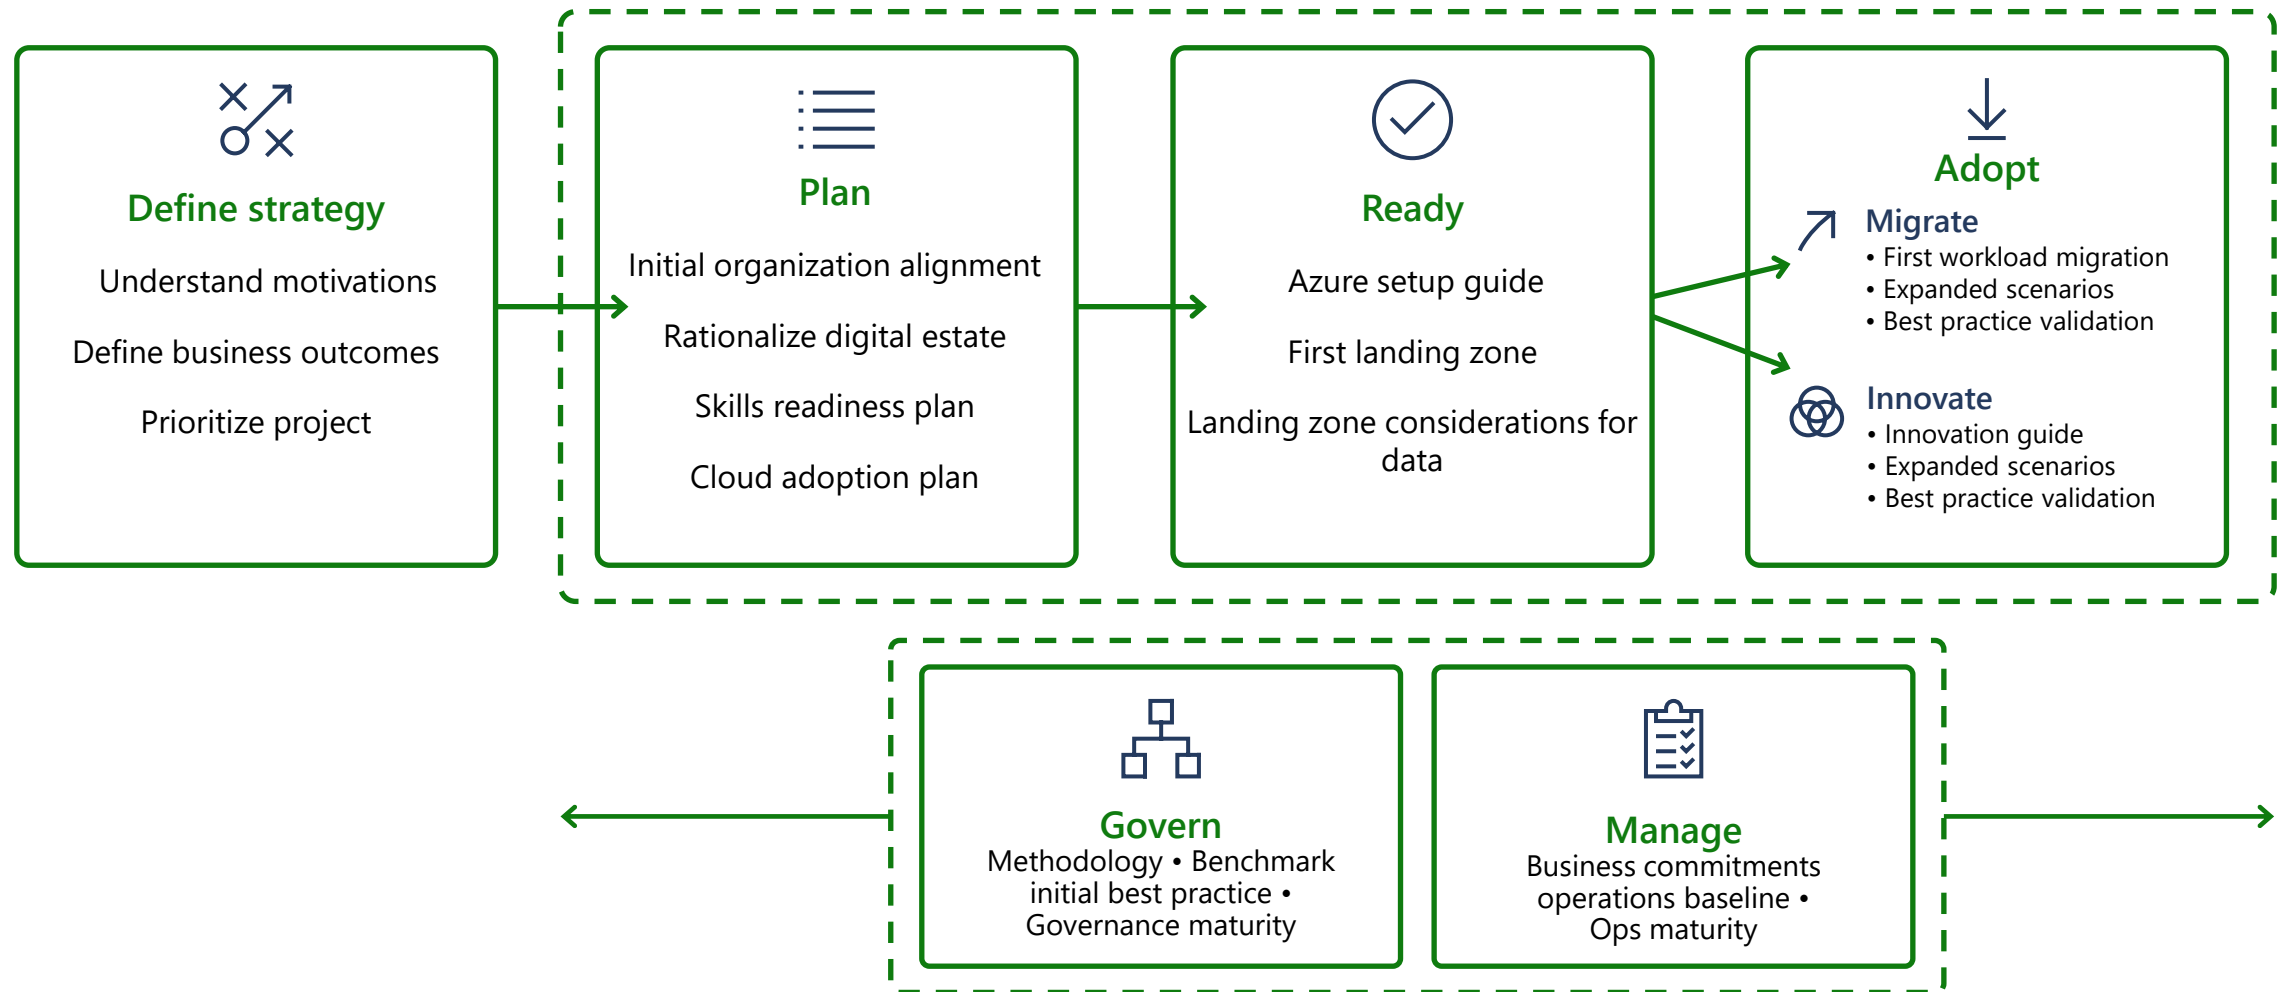 Define strategy
Understand motivations
Define business outcomes
Prioritize project
Plan
Initial organization alignment
Rationalize digital estate
Skills readiness plan
Cloud adoption plan
Ready
Azure setup guide
First landing zone
Landing zone considerations for
data
Adopt
Migrate
• First workload migration
• Expanded scenarios
• Best practice validation
Innovate
• Innovation guide
• Expanded scenarios
• Best practice validation
Govern
Methodology • Benchmark
initial best practice •
Governance maturity
Manage
Business commitments
operations baseline •
Ops maturity